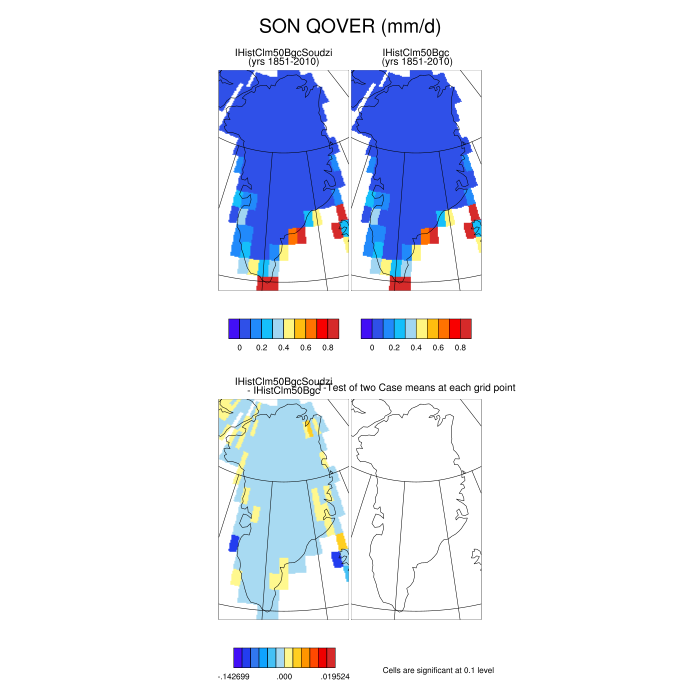 SON QOVER (mm/d)
IHistClm50BgcSoudzi
(yrs 1851-2010)
IHistClm50Bgc
(yrs 1851-2010)
0 0.2 0.4 0.6 0.8
0 0.2 0.4 0.6 0.8
IHistClm50BgcSoudzi
- IHistClm50Bgc
T-Test of two Case means at each grid point
-.142699 .000 .019524
Cells are significant at 0.1 level